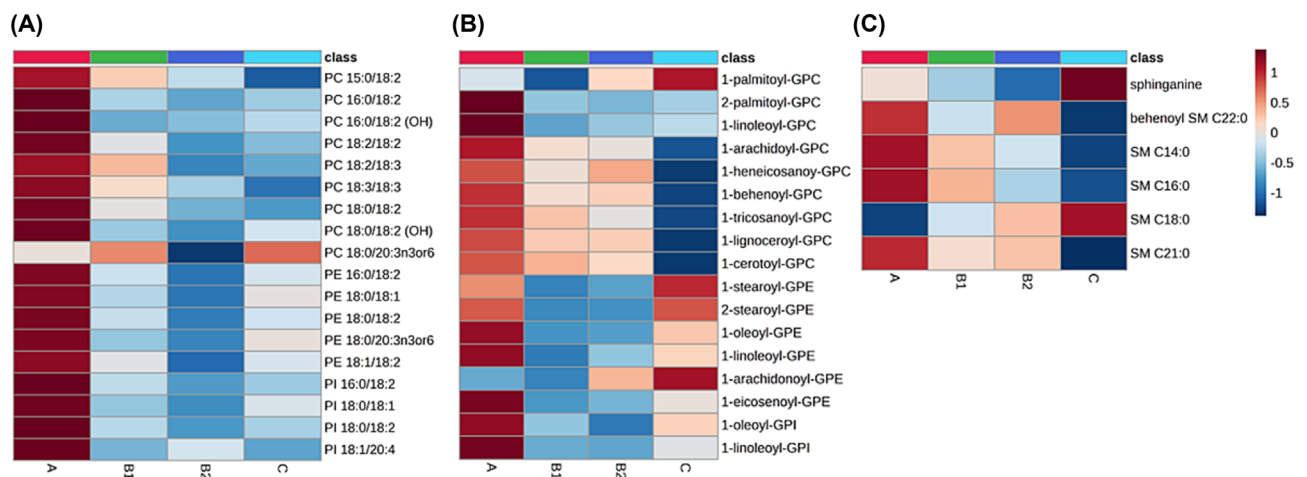 (A)
class
PC 15:0/18:2
PC 16:0/18:2
PC 16:0/18:2 (OH)
PC 18:2/18:2
PC 18:2/18:3
PC 18:3/18:3
PC 18:0/18:2
PC 18:0/18:2 (OH)
PC 18:0/20:3n3or6
PE 16:0/18:2
PE 18:0/18:1
PE 18:0/18:2
PE 18:0/20:3n3or6
PE 18:1/18:2
PI 16:0/18:2
PI 18:0/18:1
PI 18:0/18:2
PI 18:1/20:4
A B1 B2 C
(B)
class
1-palmitoyl-GPC
2-palmitoyl-GPC
1-linoleoyl-GPC
1-arachidoyl-GPC
1-heneicosanoy-GPC
1-behenoyl-GPC
1-tricosanoyl-GPC
1-lignoceroyl-GPC
1-cerotoyl-GPC
1-stearoyl-GPE
2-stearoyl-GPE
1-oleoyl-GPE
1-linoleoyl-GPE
1-arachidonoyl-GPE
1-eicosenoyl-GPE
1-oleoyl-GPI
1-linoleoyl-GPI
A B1 B2 C
(C)
class
sphinganine
behenoyl SM C22:0
SM C14:0
SM C16:0
SM C18:0
SM C21:0
A B1 B2 C
1
0.5
0
-0.5
-1